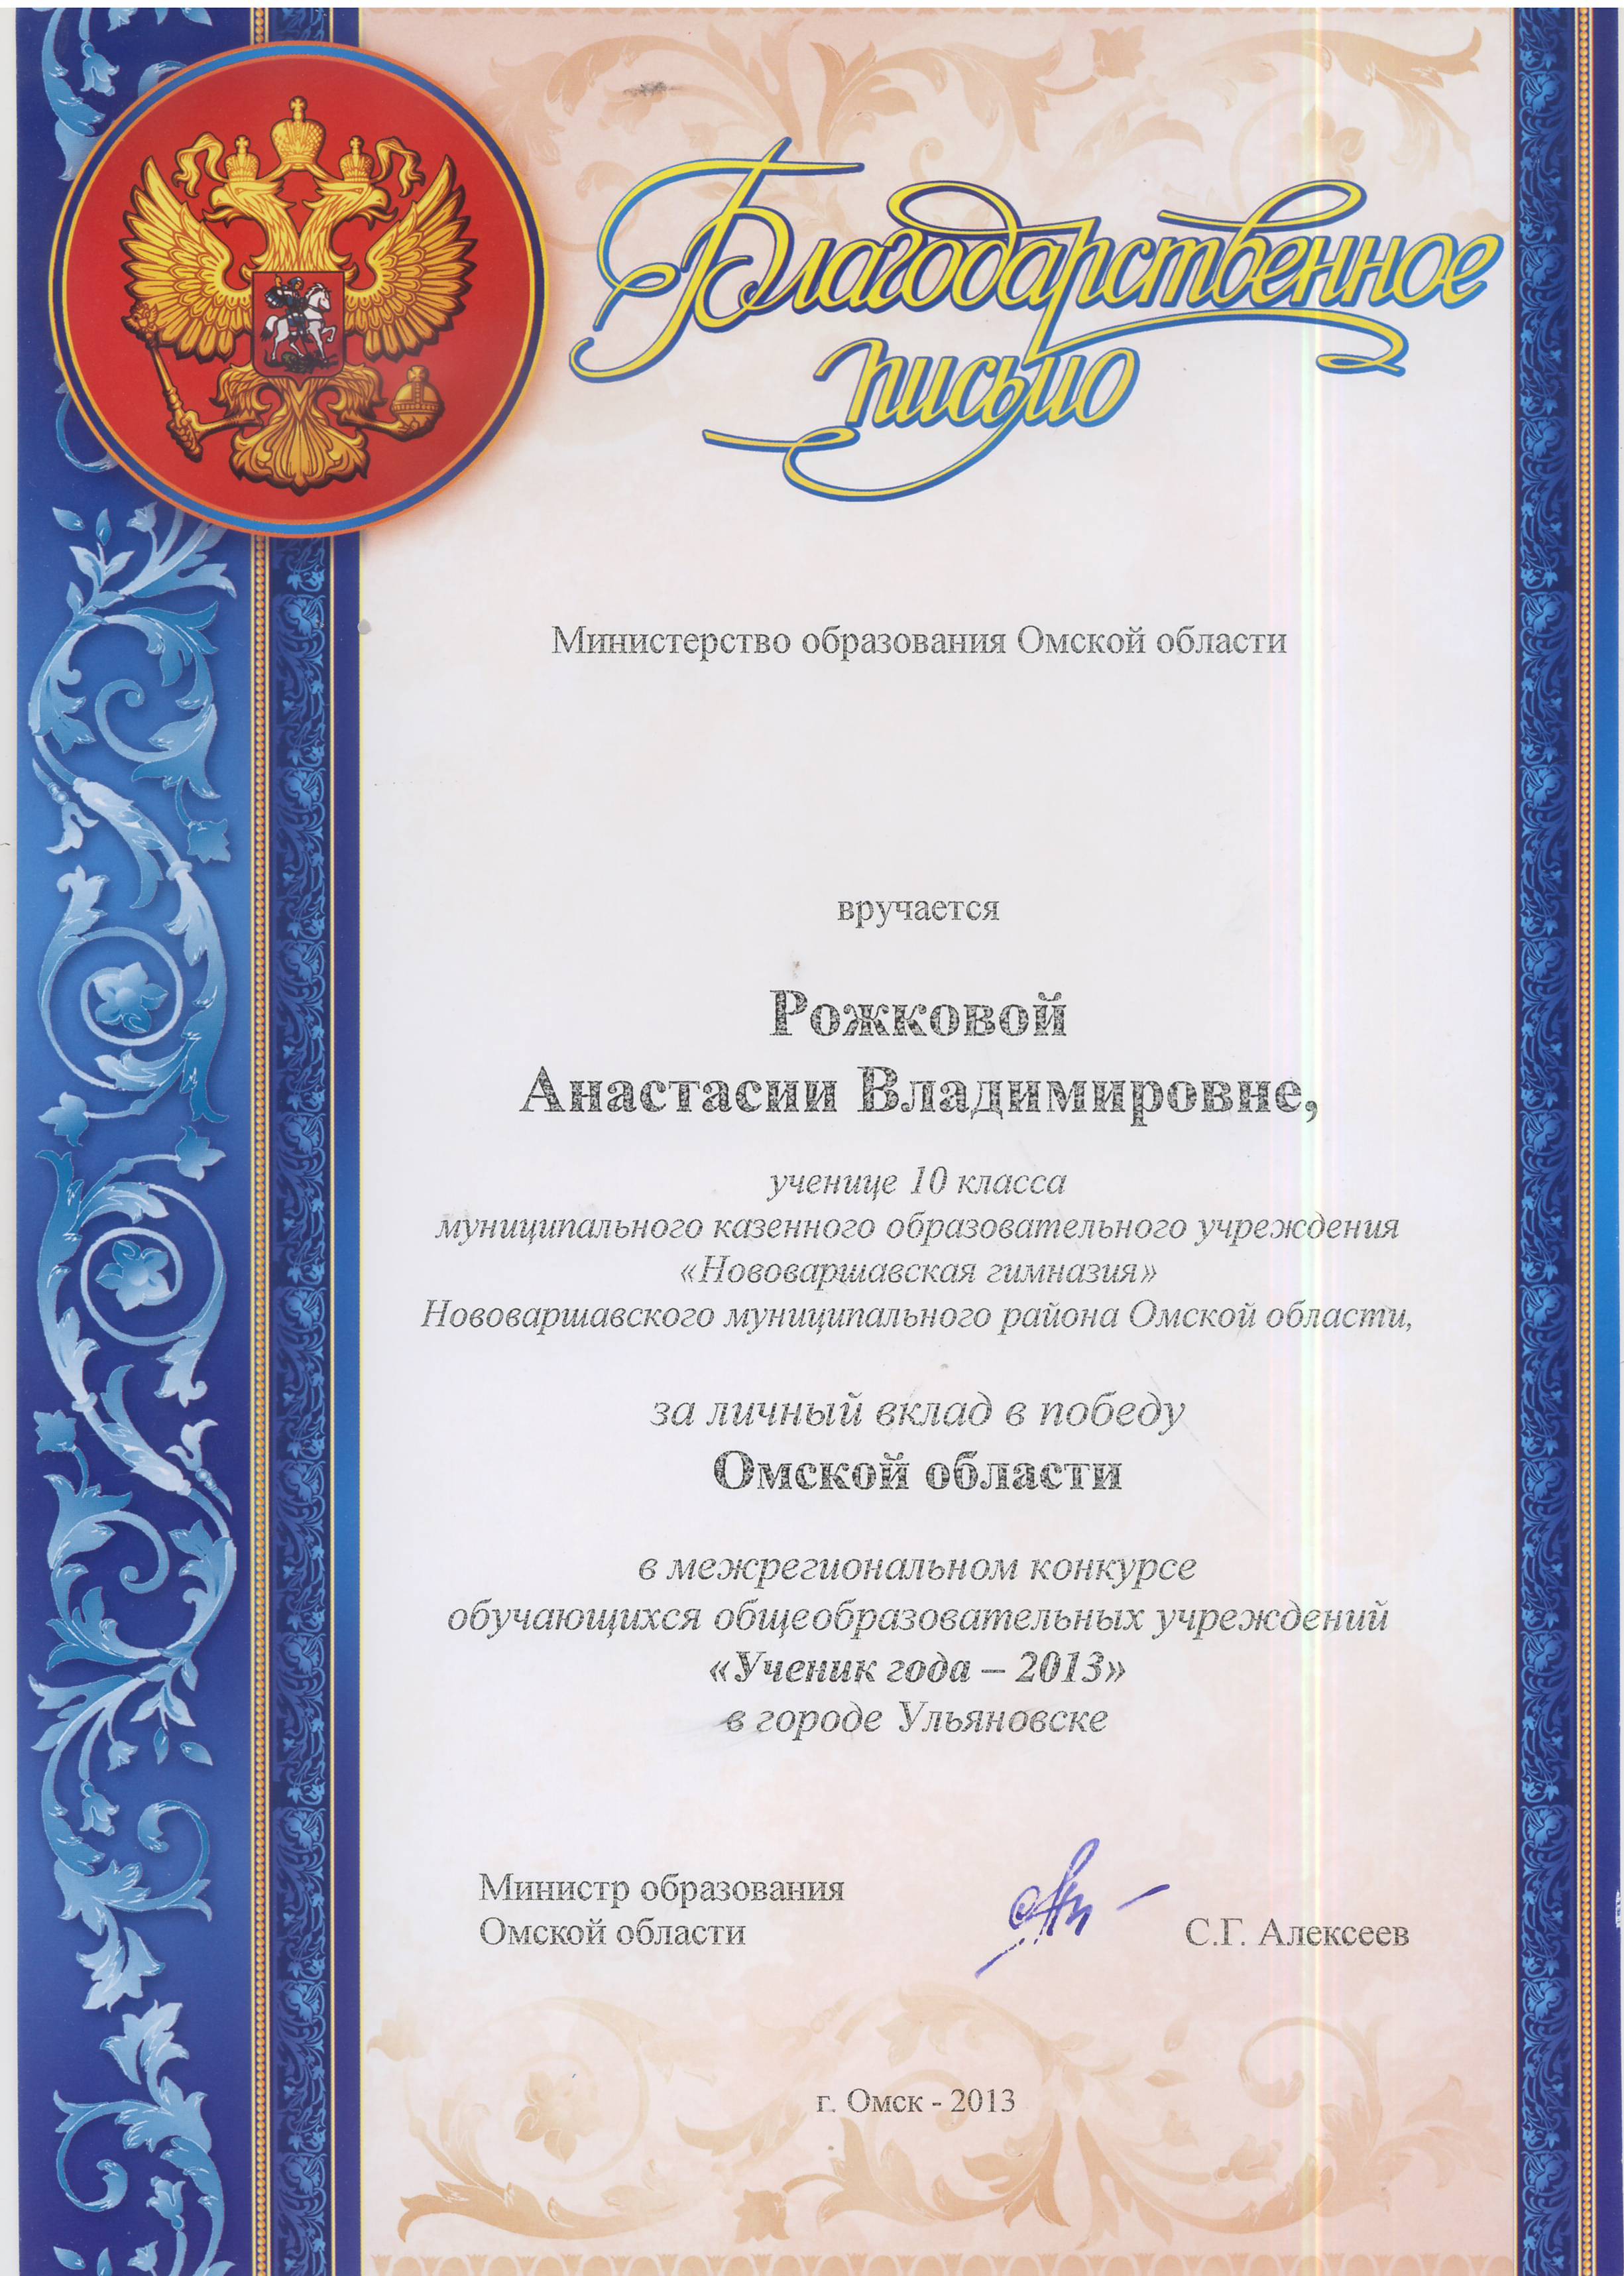 Благодарственное
письмо
Министерство образования Омской области
вручается
Рожковой
Анастасии Владимировне,
ученице 10 класса
муниципального казенного образовательного учреждения
«Нововаршавская гимназия»
Нововаршавского муниципального района Омской области,
за личный вклад в победу
Омской области
в межрегиональном конкурсе
обучающихся общеобразовательных учреждений
«Ученик года – 2013»
в городе Ульяновске
Министр образования
Омской области
С.Г. Алексеев
г. Омск - 2013